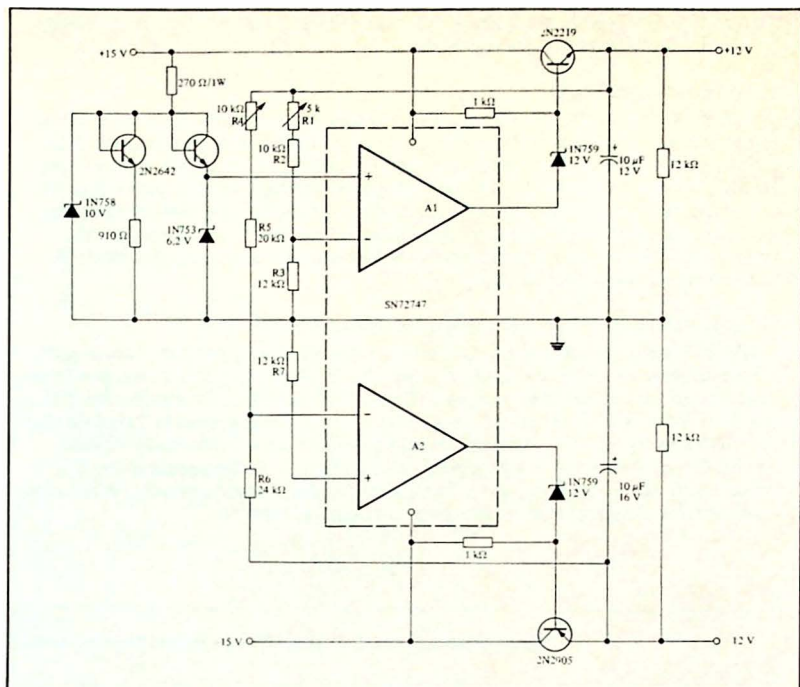 2N2219
+15 V
+12 V
270 Ω/1W
10 kΩ
R4
5 k
R1
1 kΩ
10 kΩ
R2
1N759
12 V
10 µF
12 V
12 kΩ
2N2642
+
A1
1N758
10 V
910 Ω
1N753
6,2 V
R5
20 kΩ
−
R3
12 kΩ
SN72747
12 kΩ
R7
−
A2
12 kΩ
R6
24 kΩ
+
1N759
12 V
10 µF
16 V
1 kΩ
-15 V
12 V
2N2905